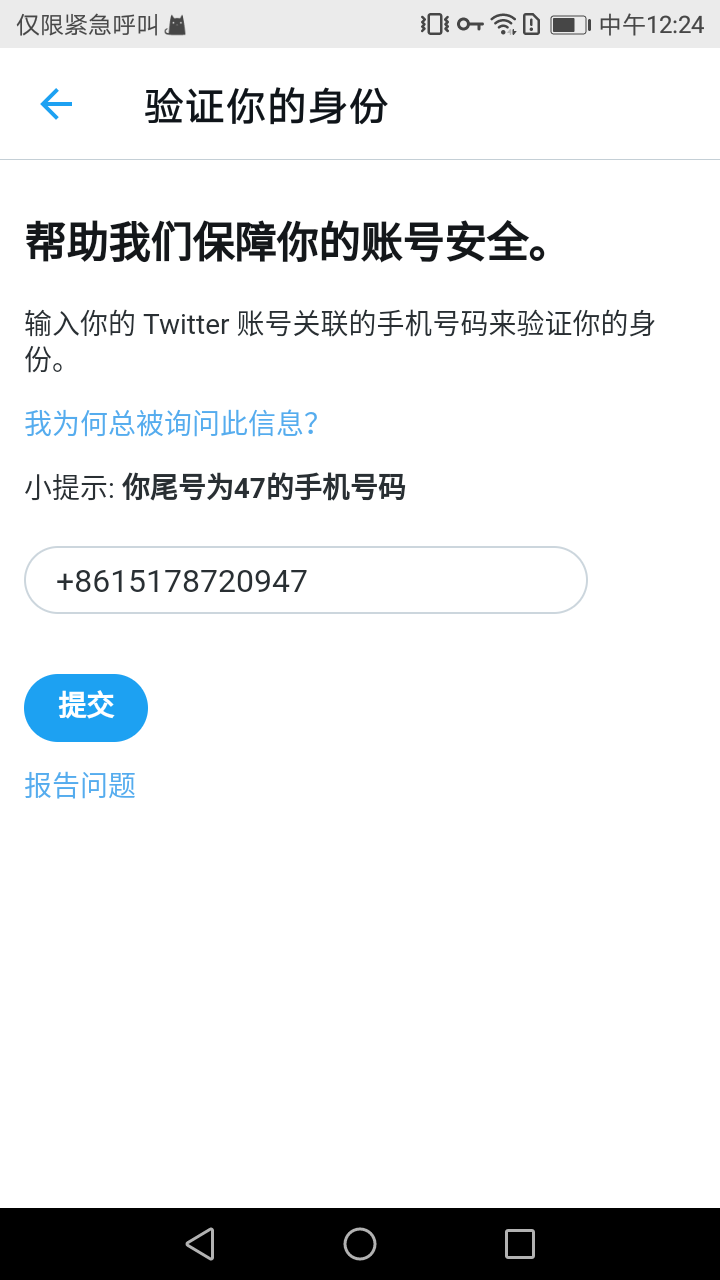 仅限紧急呼叫
中午12:24
验证你的身份
帮助我们保障你的账号安全。
输入你的 Twitter 账号关联的手机号码来验证你的身
份。
我为何总被询问此信息?
小提示: 你尾号为47的手机号码
+8615178720947
提交
报告问题